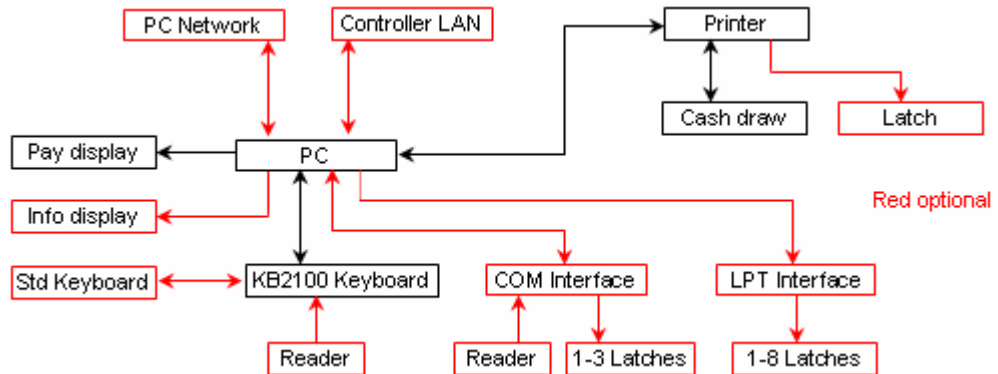 PC Network
Controller LAN
Printer
Cash draw
Latch
Pay display
PC
Info display
Red optional
Std Keyboard
KB2100 Keyboard
COM Interface
LPT Interface
Reader
Reader
1-3 Latches
1-8 Latches